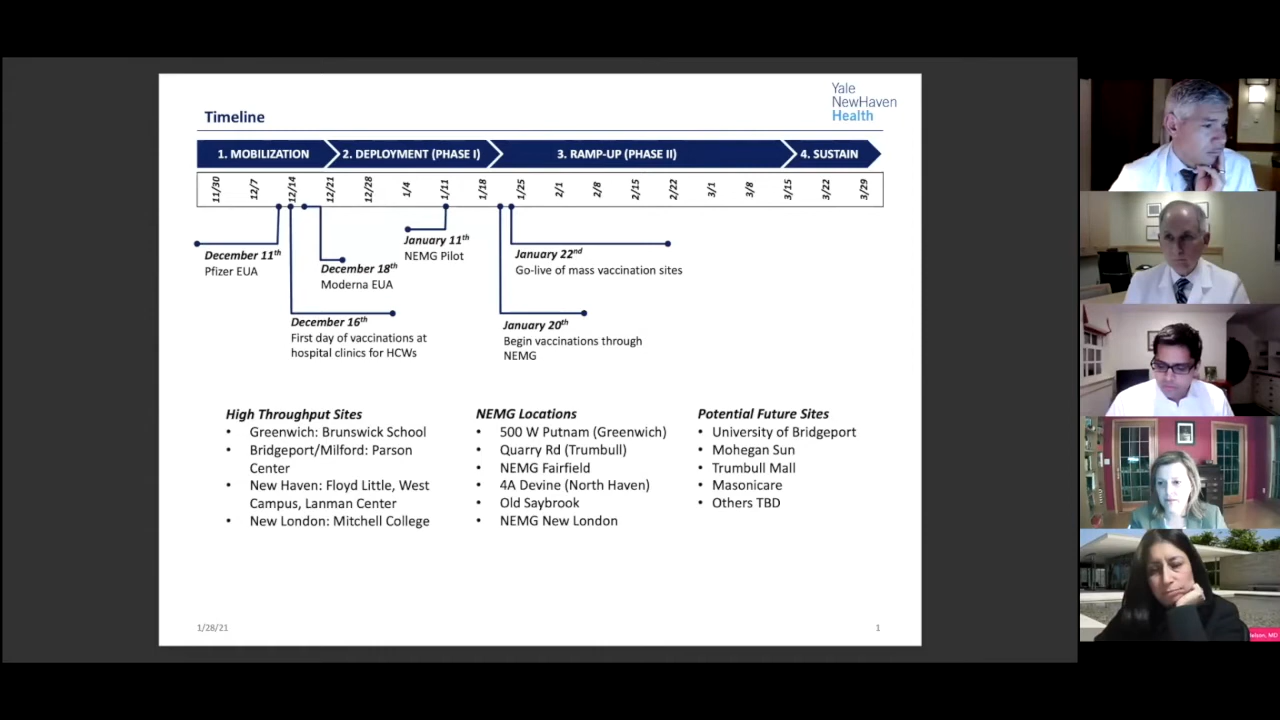 Yale
NewHaven
Health
Timeline
1. MOBILIZATION
2. DEPLOYMENT (PHASE I)
3. RAMP-UP (PHASE II)
4. SUSTAIN
11/30
12/7
12/14
12/21
12/28
1/4
1/11
1/18
1/25
2/1
2/8
2/15
2/22
3/1
3/8
3/15
3/22
3/29
December 11th
Pfizer EUA
December 18th
Moderna EUA
December 16th
First day of vaccinations at
hospital clinics for HCWs
January 11th
NEMG Pilot
January 22nd
Go-live of mass vaccination sites
January 20th
Begin vaccinations through
NEMG
High Throughput Sites
• Greenwich: Brunswick School
• Bridgeport/Milford: Parson
Center
• New Haven: Floyd Little, West
Campus, Lanman Center
• New London: Mitchell College
NEMG Locations
• 500 W Putnam (Greenwich)
• Quarry Rd (Trumbull)
• NEMG Fairfield
• 4A Devine (North Haven)
• Old Saybrook
• NEMG New London
Potential Future Sites
• University of Bridgeport
• Mohegan Sun
• Trumbull Mall
• Masonicare
• Others TBD
1/28/21
1
MD